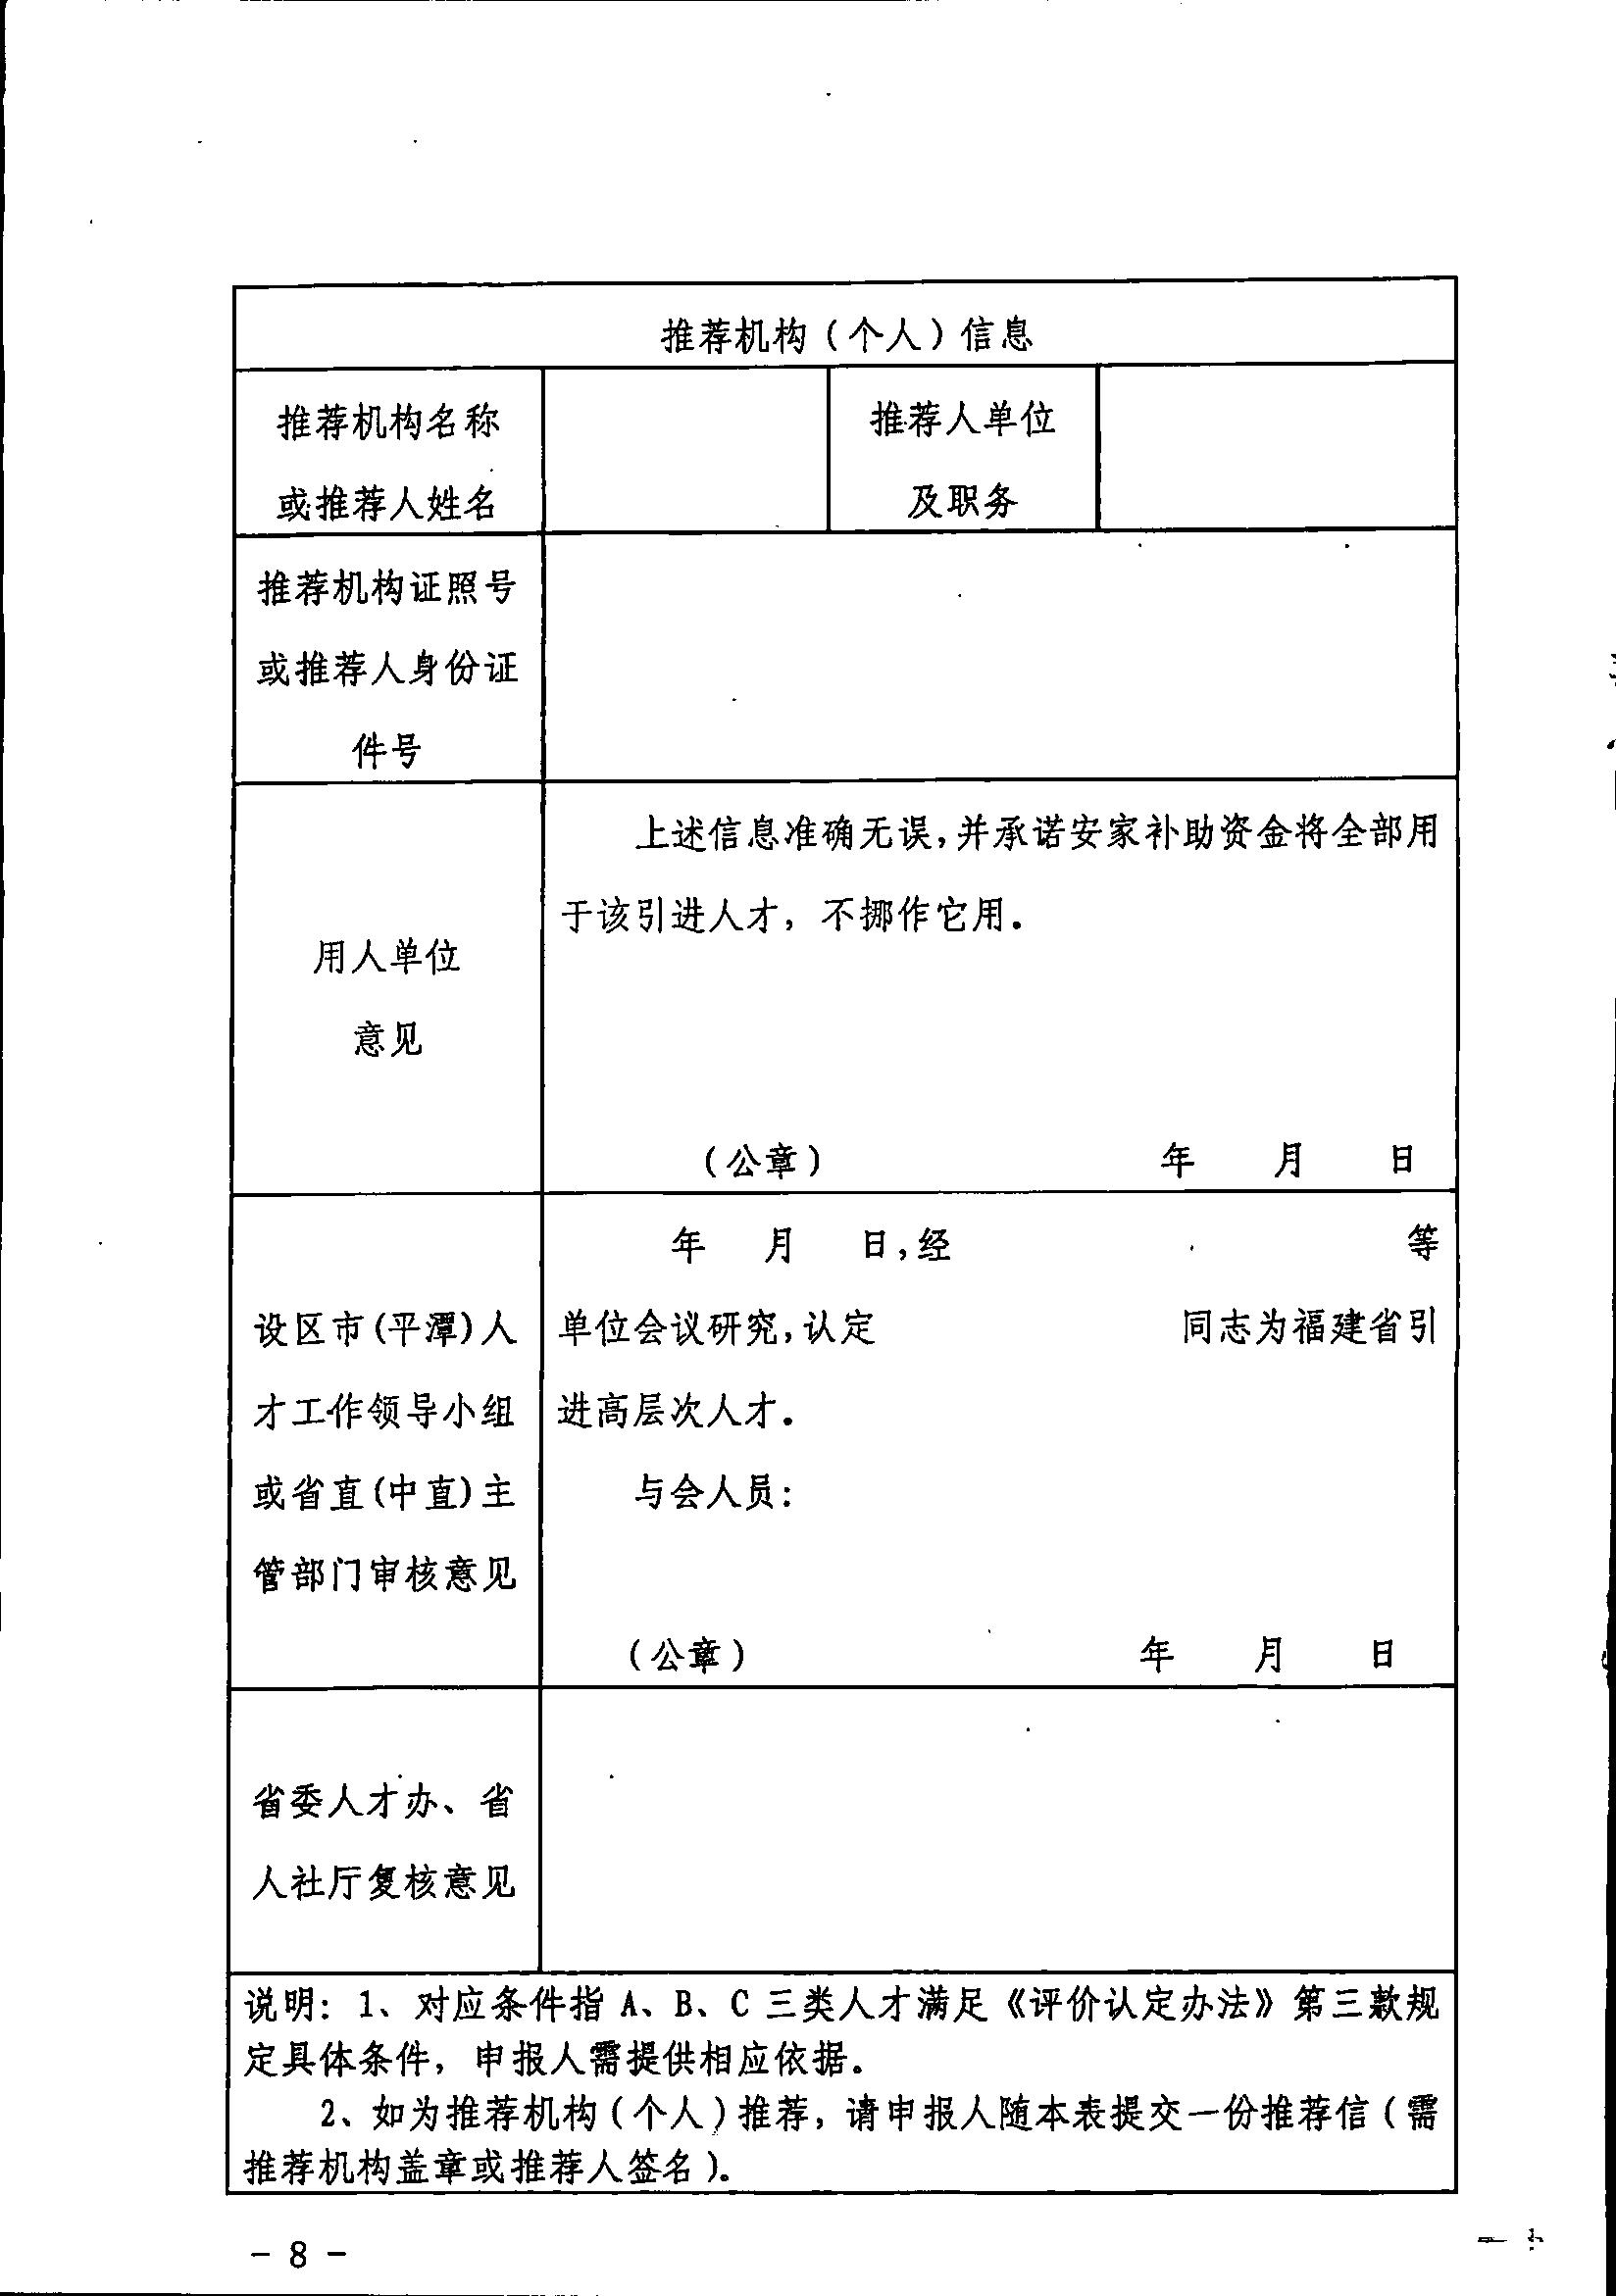 推荐机构（个人）信息
推荐机构名称
或推荐人姓名
推荐人单位
及职务
推荐机构证照号
或推荐人身份证
件号
用人单位
意见
上述信息准确无误,并承诺安家补助资金将全部用
于该引进人才，不挪作它用。
（公章） 年 月 日
设区市(平潭)人
才工作领导小组
或省直(中直)主
管部门审核意见
年 月 日,经 等
单位会议研究,认定 同志为福建省引
进高层次人才。
与会人员:
（公章） 年 月 日
省委人才办、省
人社厅复核意见
说明：1、对应条件指 A、B、C 三类人才满足《评价认定办法》第三款规
定具体条件，申报人需提供相应依据。
2、如为推荐机构（个人）推荐，请申报人随本表提交一份推荐信（需
推荐机构盖章或推荐人签名）。
- 8 -